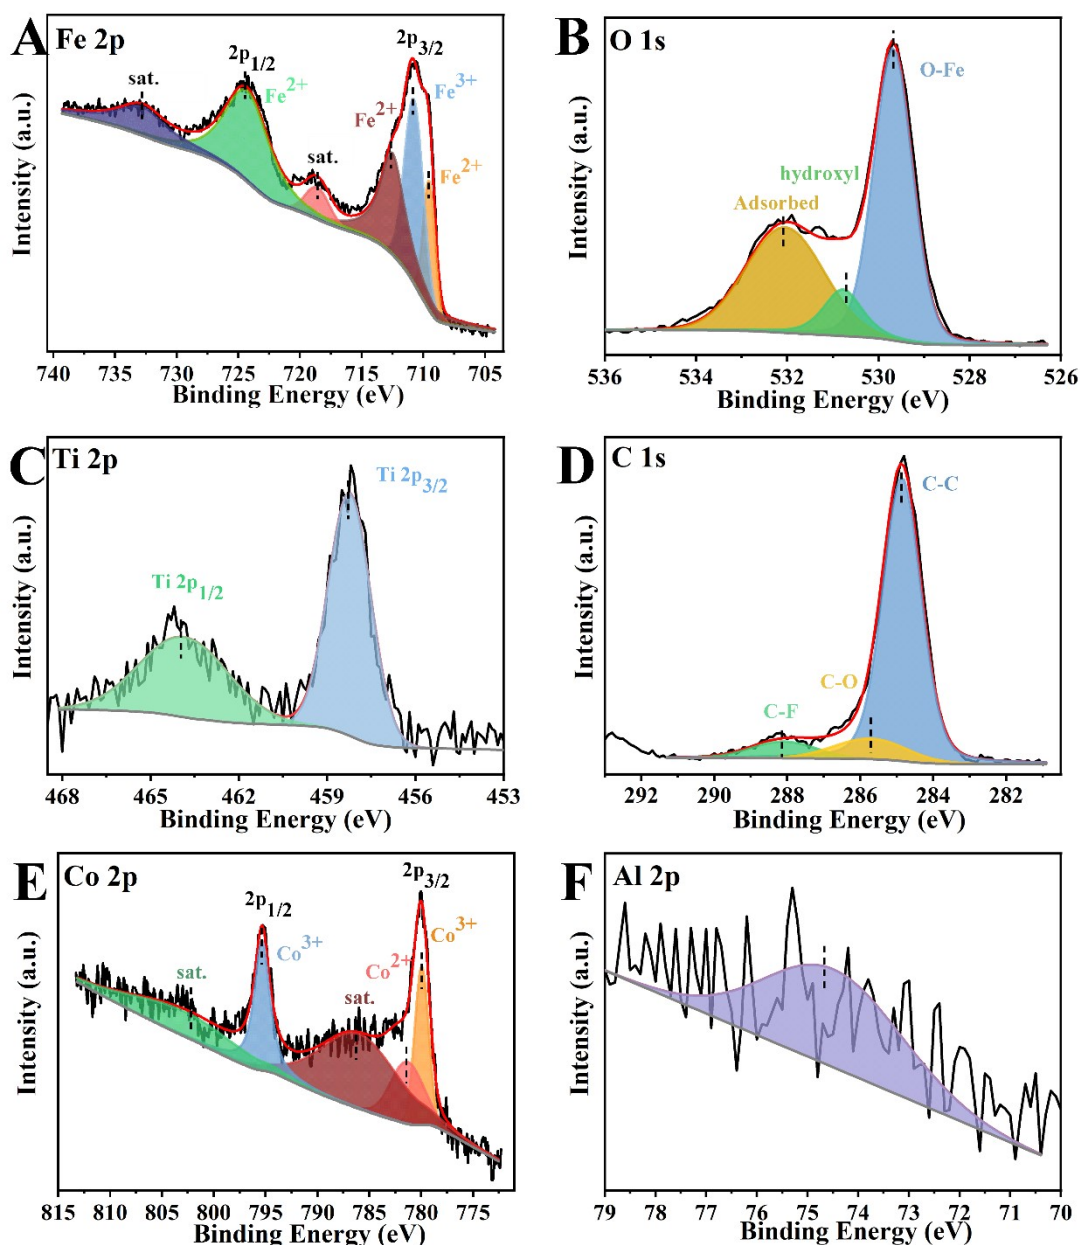 A Fe 2p
2p1/2
2p3/2
sat.
Fe2+
sat.
Fe2+
Fe3+
Fe2+
Intensity (a.u.)
740 735 730 725 720 715 710 705
Binding Energy (eV)
B O 1s
O-Fe
hydroxyl
Adsorbed
Intensity (a.u.)
536 534 532 530 528 526
Binding Energy (eV)
C Ti 2p
Ti 2p3/2
Ti 2p1/2
Intensity (a.u.)
468 465 462 459 456 453
Binding Energy (eV)
D C 1s
C-C
C-O
C-F
Intensity (a.u.)
292 290 288 286 284 282
Binding Energy (eV)
E Co 2p
2p3/2
2p1/2
Co3+
Co3+
Co2+
sat.
sat.
Intensity (a.u.)
815 810 805 800 795 790 785 780 775
Binding Energy (eV)
F Al 2p
Intensity (a.u.)
79 78 77 76 75 74 73 72 71 70
Binding Energy (eV)